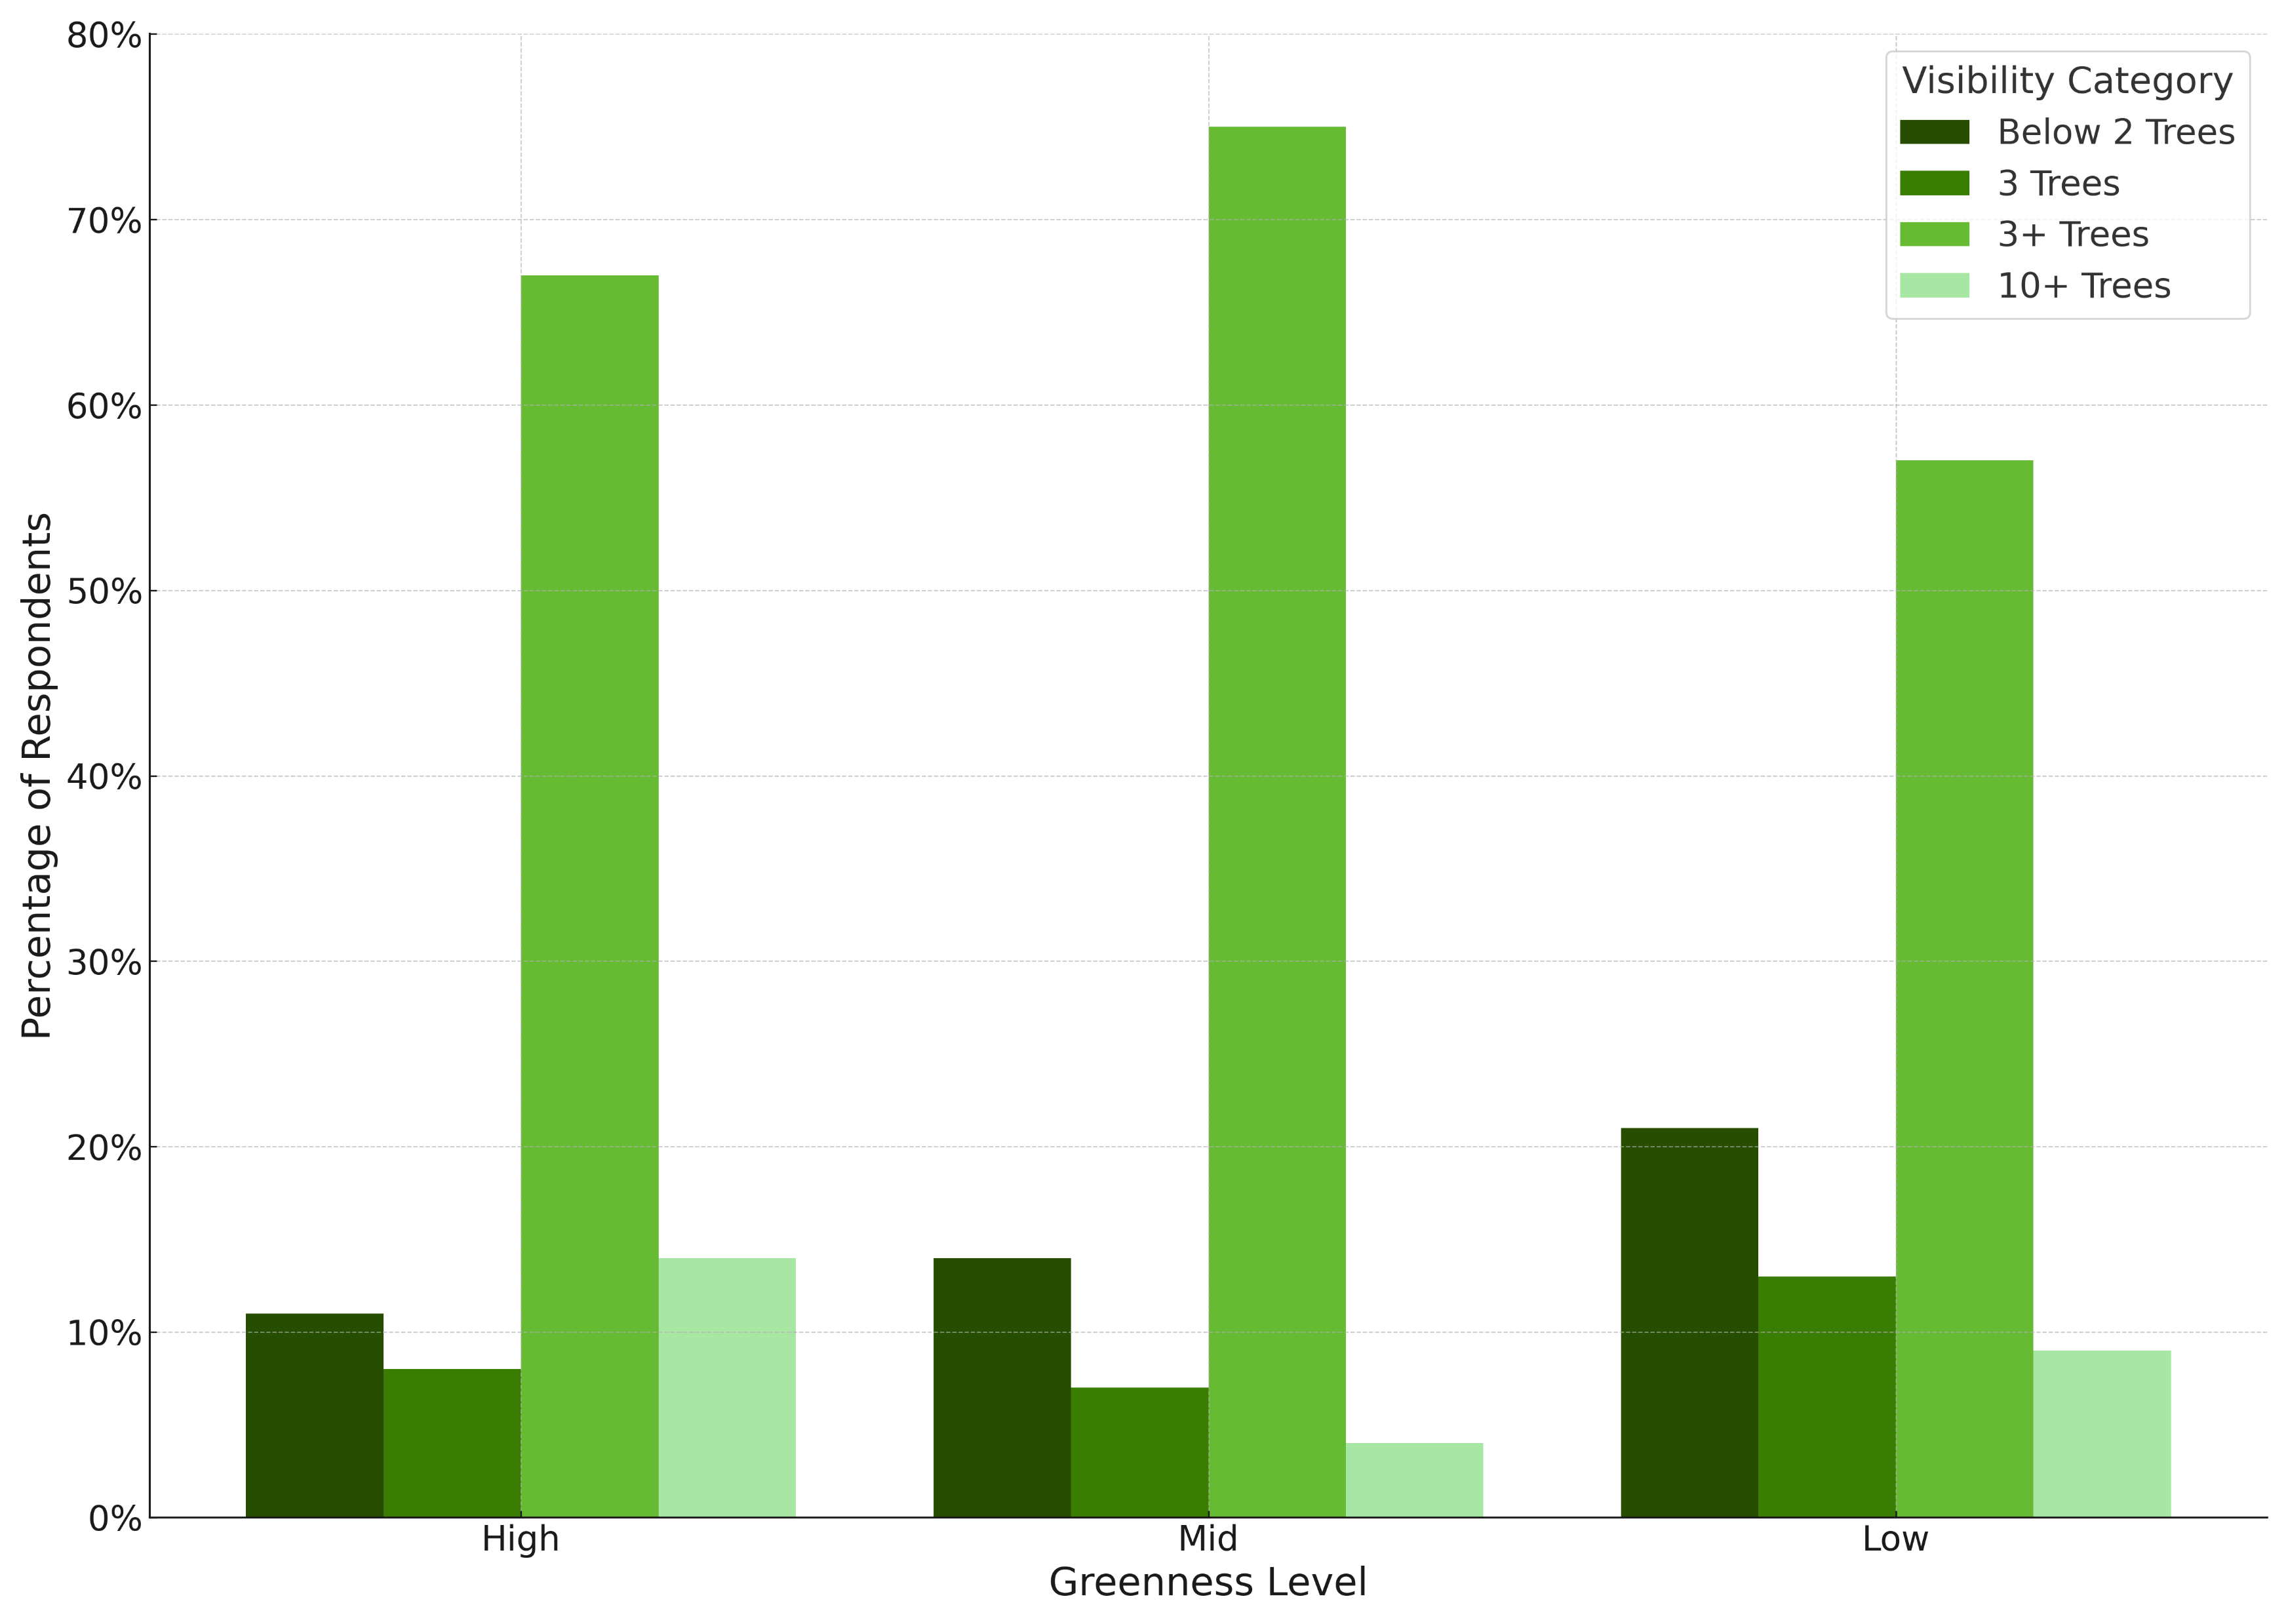 80%
70%
60%
50%
40%
30%
20%
10%
0%
Percentage of Respondents
Visibility Category
Below 2 Trees
3 Trees
3+ Trees
10+ Trees
High
Mid
Low
Greenness Level